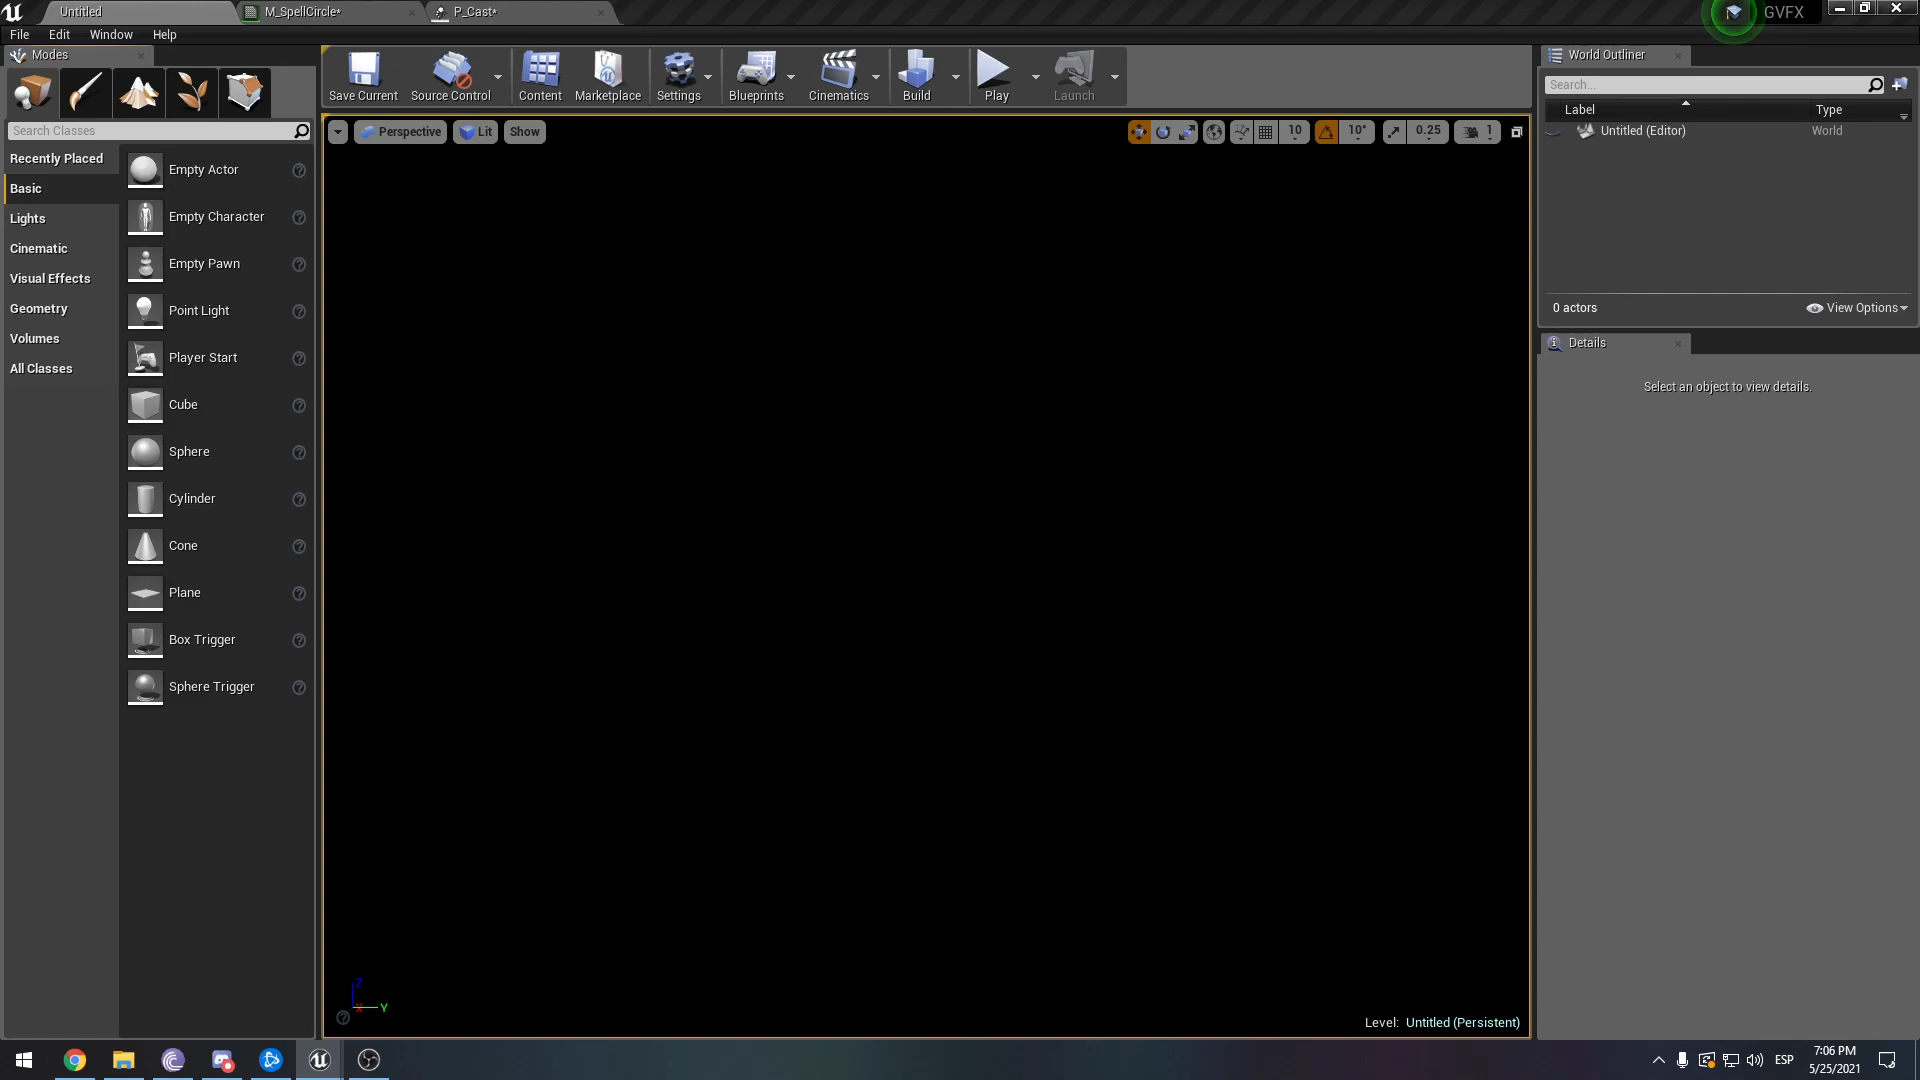 Untitled
M_SpellCircle*
P_Cast*
GVFX
File Edit Window Help
Modes
Save Current
Source Control
Content
Marketplace
Settings
Blueprints
Cinematics
Build
Play
Launch
World Outliner
Search...
Label
Type
Untitled (Editor)
World
0 actors
View Options
Details
Select an object to view details.
Search Classes
Recently Placed
Basic
Lights
Cinematic
Visual Effects
Geometry
Volumes
All Classes
Empty Actor
Empty Character
Empty Pawn
Point Light
Player Start
Cube
Sphere
Cylinder
Cone
Plane
Box Trigger
Sphere Trigger
Perspective
Lit
Show
10
10°
0.25
1
Z
X
Y
Level: Untitled (Persistent)
ESP
7:06 PM
5/25/2021